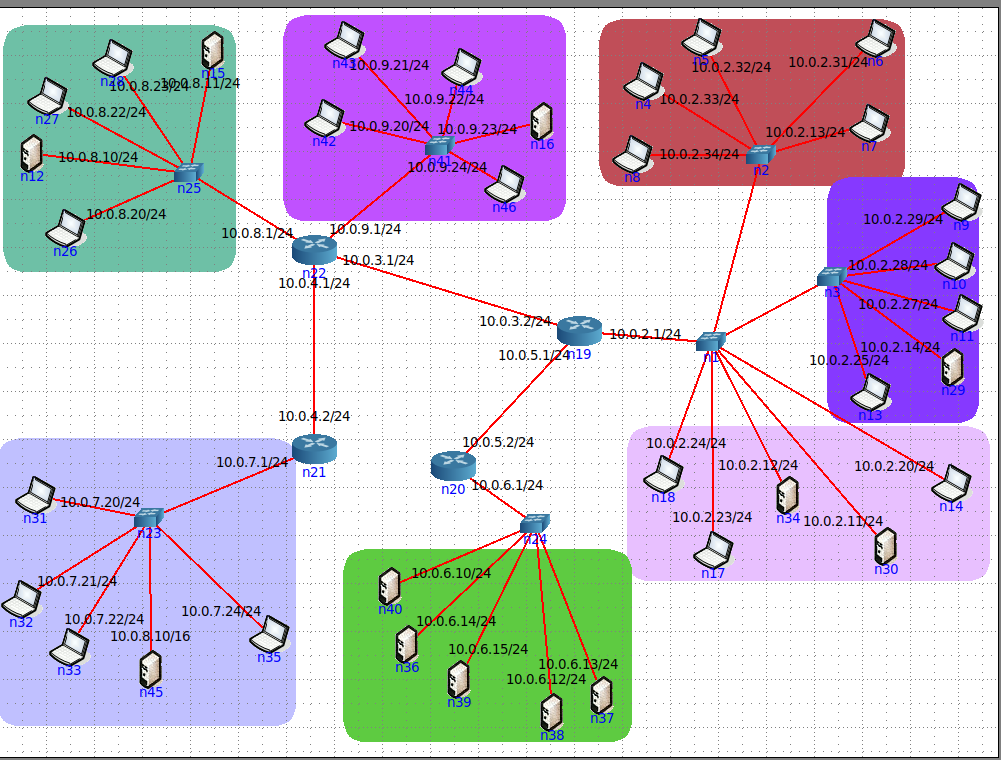 n28
n15
10.0.8.23/24
10.0.8.11/24
n27
10.0.8.22/24
n12
10.0.8.10/24
n25
10.0.8.20/24
n26
n43
10.0.9.21/24
n44
10.0.9.22/24
n42
10.0.9.20/24
10.0.9.23/24
n16
n41
10.0.9.24/24
n46
n5
10.0.2.32/24
10.0.2.31/24
n6
n4
10.0.2.33/24
10.0.2.13/24
n7
n8
10.0.2.34/24
n2
10.0.2.29/24
n9
10.0.2.28/24
n10
n3
10.0.2.27/24
n11
10.0.2.14/24
10.0.2.25/24
n29
n13
10.0.8.1/24
10.0.9.1/24
n22
10.0.3.1/24
10.0.4.1/24
10.0.3.2/24
10.0.2.1/24
10.0.5.1/24
n19
n1
10.0.4.2/24
10.0.7.1/24
n21
10.0.5.2/24
n20
10.0.6.1/24
n24
10.0.2.24/24
n18
10.0.2.12/24
n34
10.0.2.20/24
n14
10.0.2.23/24
10.0.2.11/24
n17
n30
n31
10.0.7.20/24
n23
10.0.7.21/24
n32
10.0.7.22/24
10.0.7.24/24
10.0.8.10/16
n33
n45
n35
10.0.6.10/24
n40
10.0.6.14/24
n36
10.0.6.15/24
n39
10.0.6.13/24
10.0.6.12/24
n38
n37